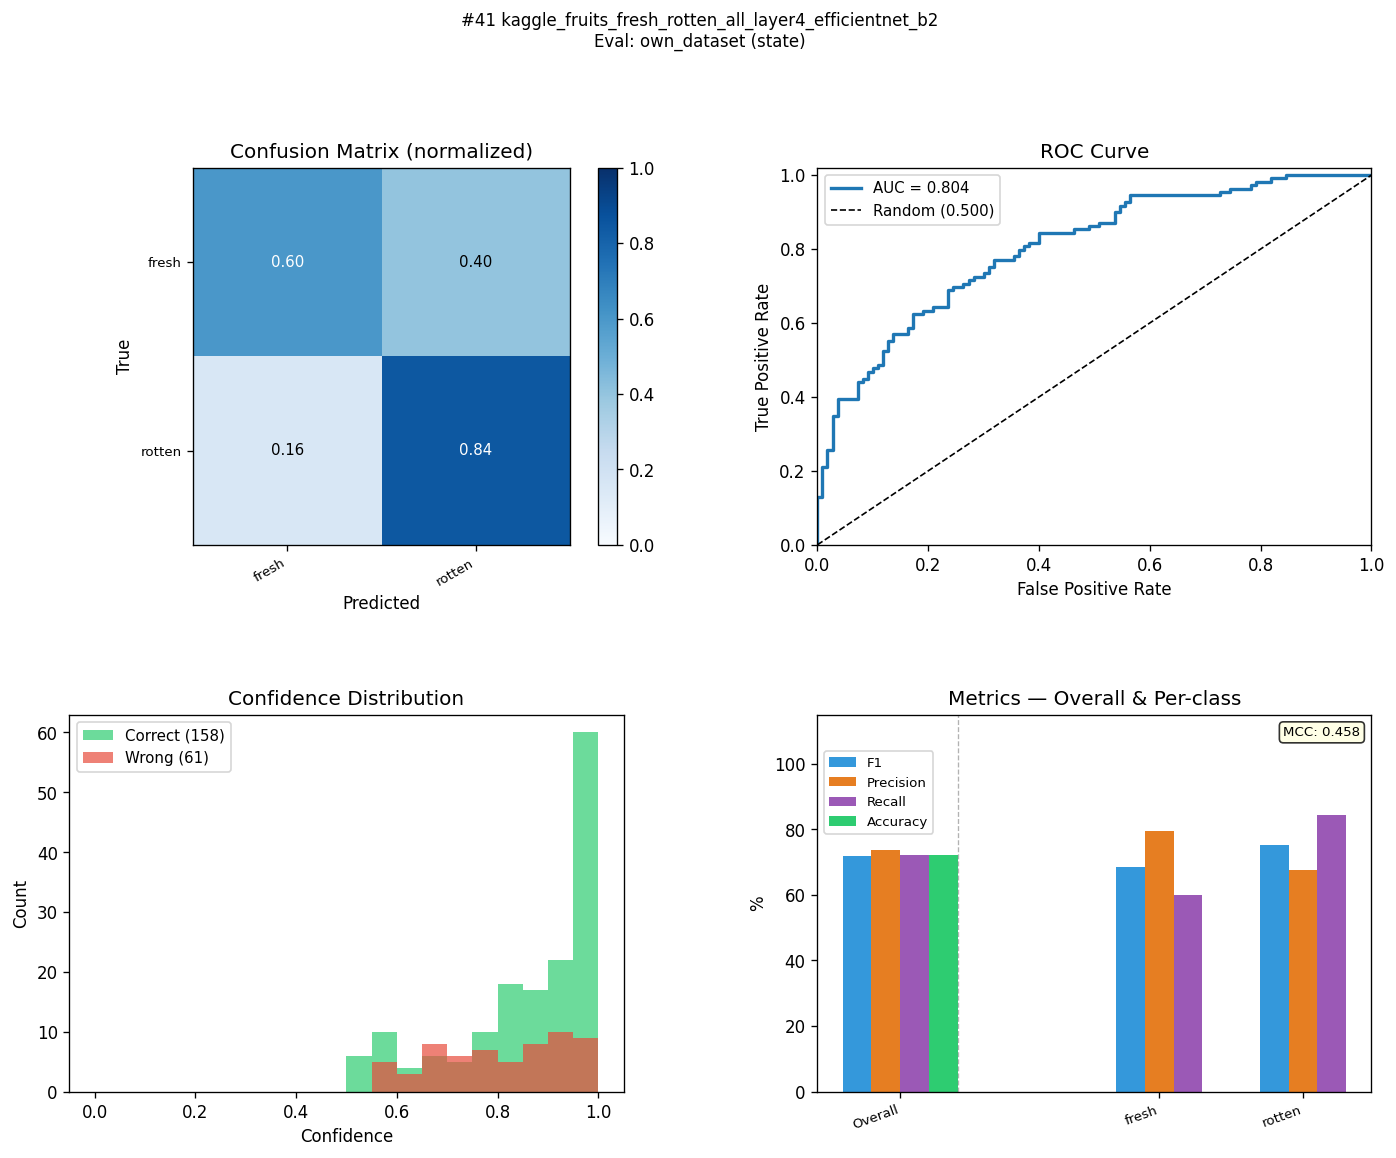 #41 kaggle_fruits_fresh_rotten_all_layer4_efficientnet_b2
Eval: own_dataset (state)
Confusion Matrix (normalized)
fresh
0.60
0.40
True
rotten
0.16
0.84
fresh
rotten
Predicted
1.0
0.8
0.6
0.4
0.2
0.0
ROC Curve
AUC = 0.804
Random (0.500)
True Positive Rate
1.0
0.8
0.6
0.4
0.2
0.0
0.0
0.2
0.4
0.6
0.8
1.0
False Positive Rate
Confidence Distribution
Correct (158)
Wrong (61)
Count
60
50
40
30
20
10
0
0.0
0.2
0.4
0.6
0.8
1.0
Confidence
Metrics — Overall & Per-class
MCC: 0.458
F1
Precision
Recall
Accuracy
%
100
80
60
40
20
0
Overall
fresh
rotten